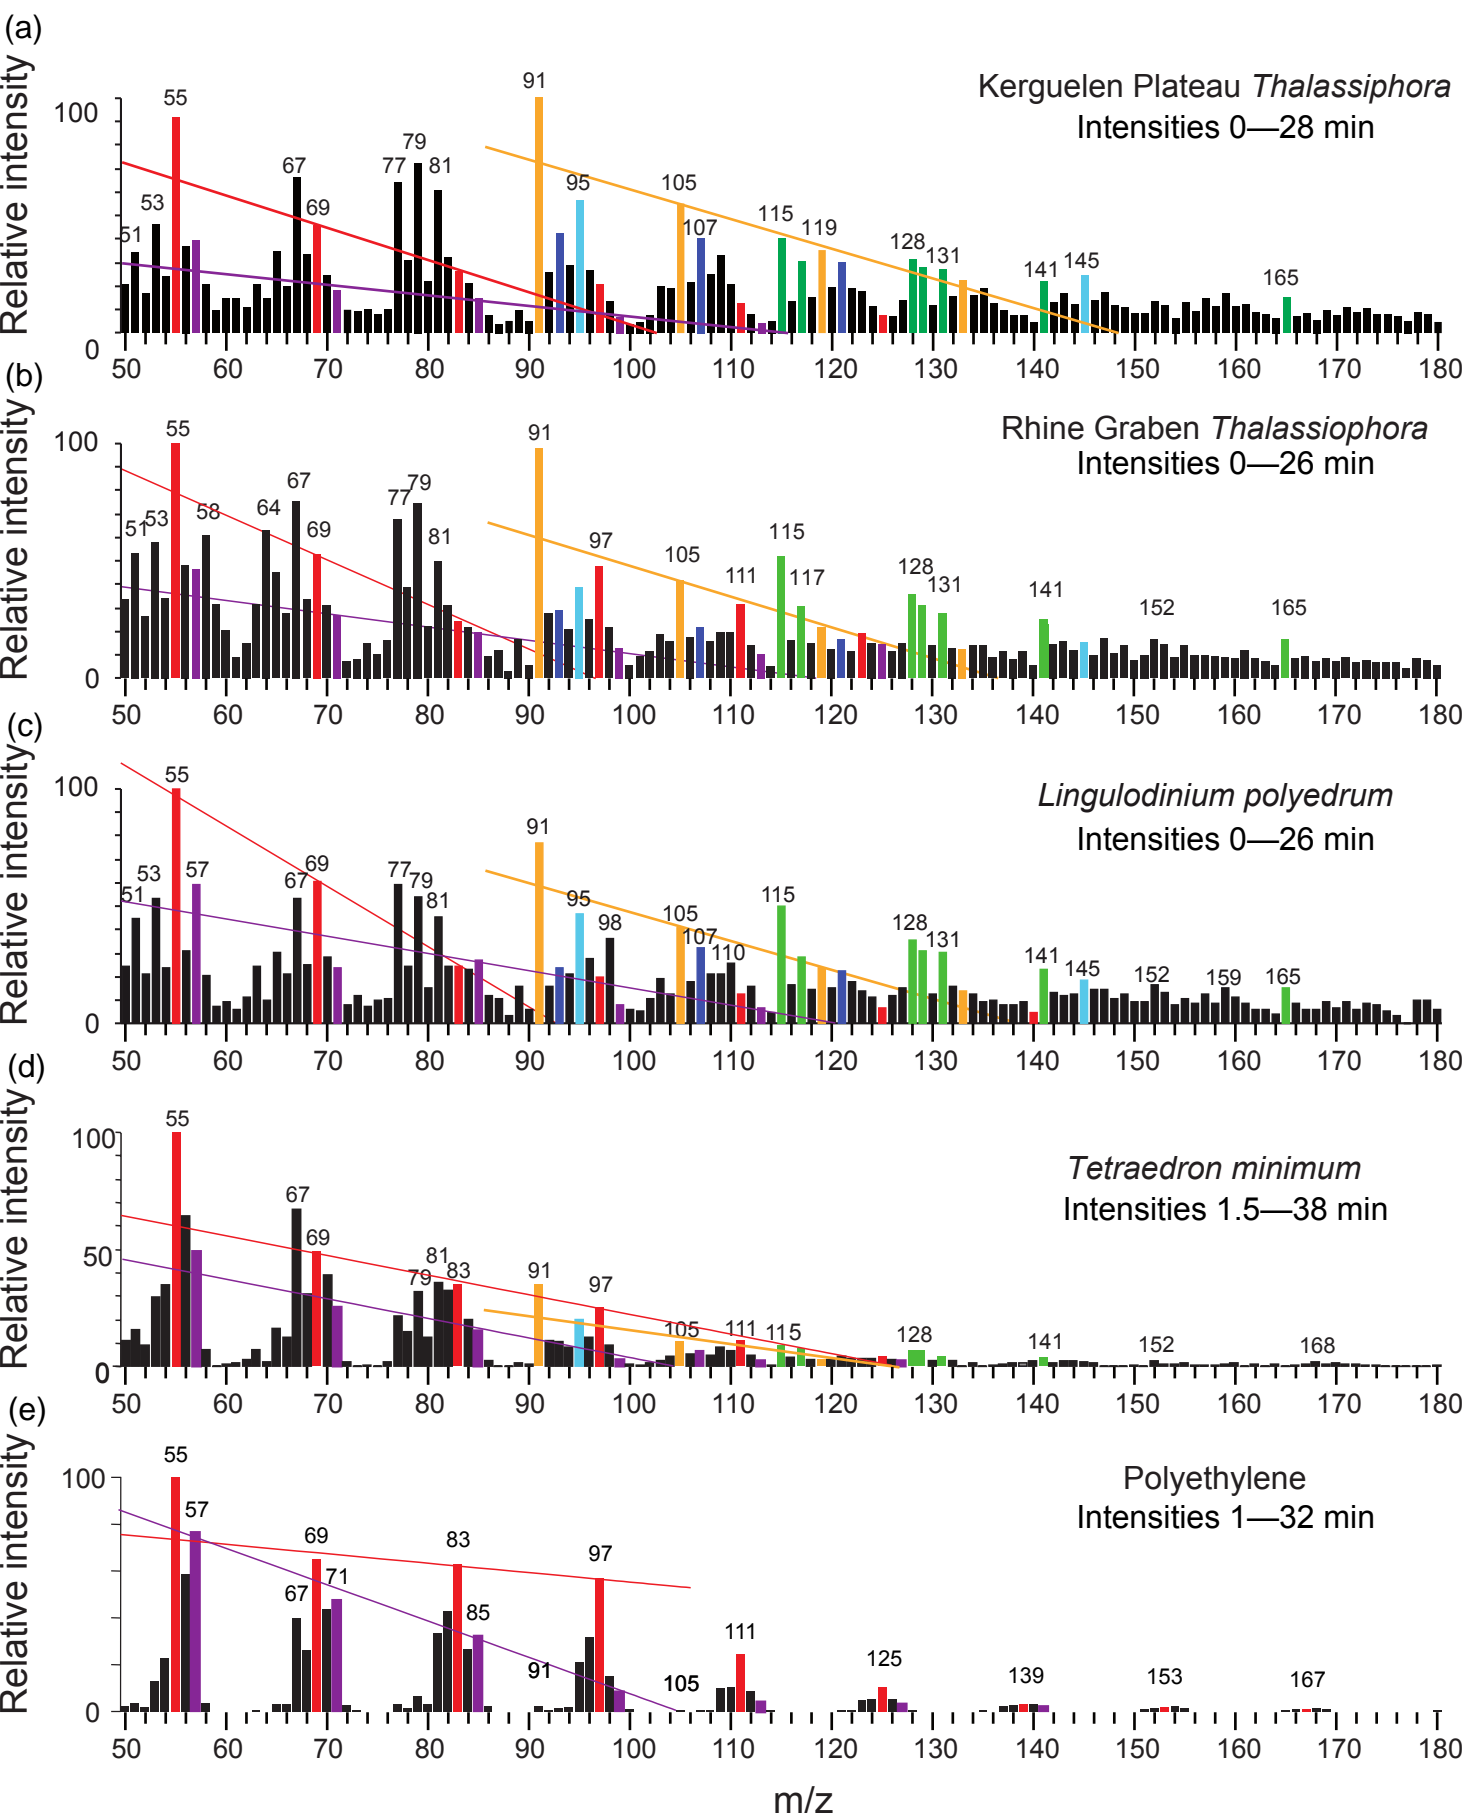 (a)
Relative intensity
Kerguelen Plateau Thalassiphora
Intensities 0—28 min
100
0
51 53 55 67 69 77 79 81 91 95 105 107 115 119 128 131 141 145 165
50 60 70 80 90 100 110 120 130 140 150 160 170 180
(b)
Relative intensity
Rhine Graben Thalassiophora
Intensities 0—26 min
100
0
51 53 55 58 64 67 69 77 79 81 91 97 105 111 115 117 128 131 141 152 165
50 60 70 80 90 100 110 120 130 140 150 160 170 180
(c)
Relative intensity
Lingulodinium polyedrum
Intensities 0—26 min
100
0
51 53 55 57 67 69 77 79 81 91 95 98 105 107 110 115 128 131 141 145 152 159 165
50 60 70 80 90 100 110 120 130 140 150 160 170 180
(d)
Relative intensity
Tetraedron minimum
Intensities 1.5—38 min
100
50
0
55 67 69 79 81 83 91 97 105 111 115 128 141 152 168
50 60 70 80 90 100 110 120 130 140 150 160 170 180
(e)
Relative intensity
Polyethylene
Intensities 1—32 min
100
0
55 57 67 69 71 83 85 91 97 105 111 125 139 153 167
50 60 70 80 90 100 110 120 130 140 150 160 170 180
m/z